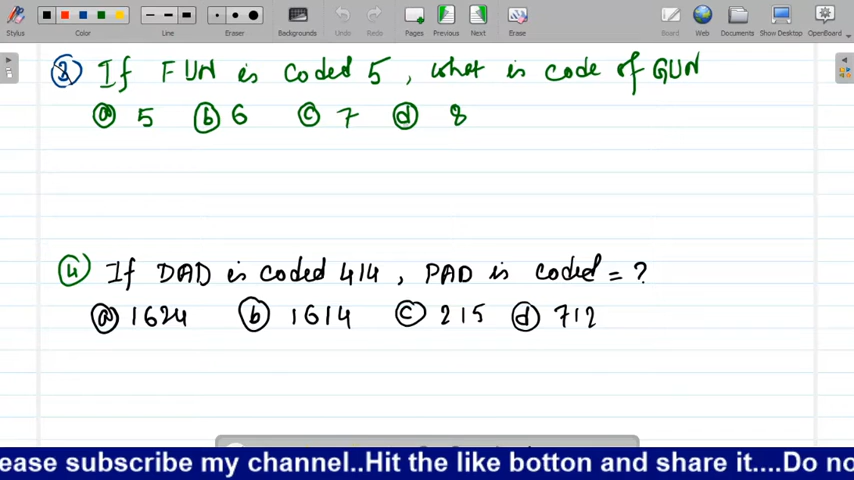 Stylus Color Line Eraser Backgrounds Undo Redo Pages Previous Next Erase Board Web Documents Show Desktop OpenBoard
3 If FUN is coded 5, what is code of GUN
a 5 b 6 c 7 d 8
4 If DAD is coded 414, PAD is coded = ?
a 1624 b 1614 c 215 d 712
ease subscribe my channel..Hit the like botton and share it....Do no